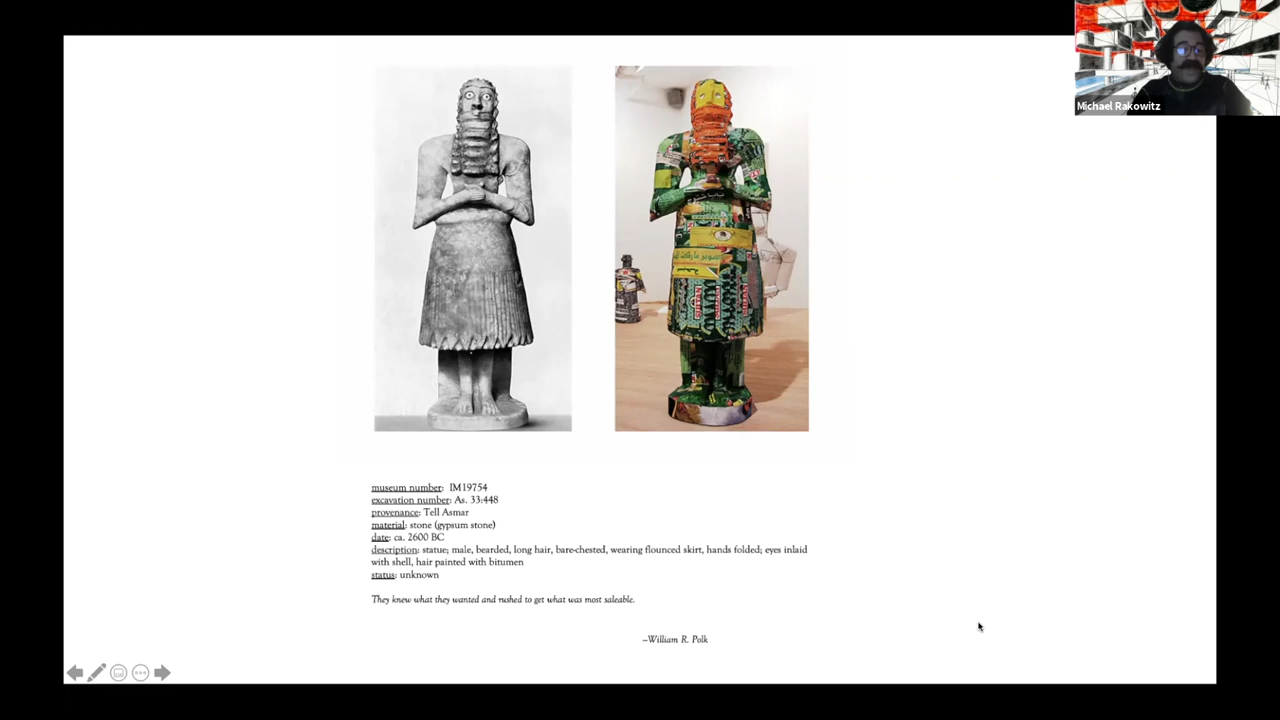 Michael Rakowitz
museum number: IM19754
excavation number: As. 33:448
provenance: Tell Asmar
material: stone (gypsum stone)
date: ca. 2600 BC
description: statue; male, bearded, long hair, bare-chested, wearing flounced skirt, hands folded; eyes inlaid
with shell, hair painted with bitumen
status: unknown
They knew what they wanted and rushed to get what was most saleable.
–William R. Polk